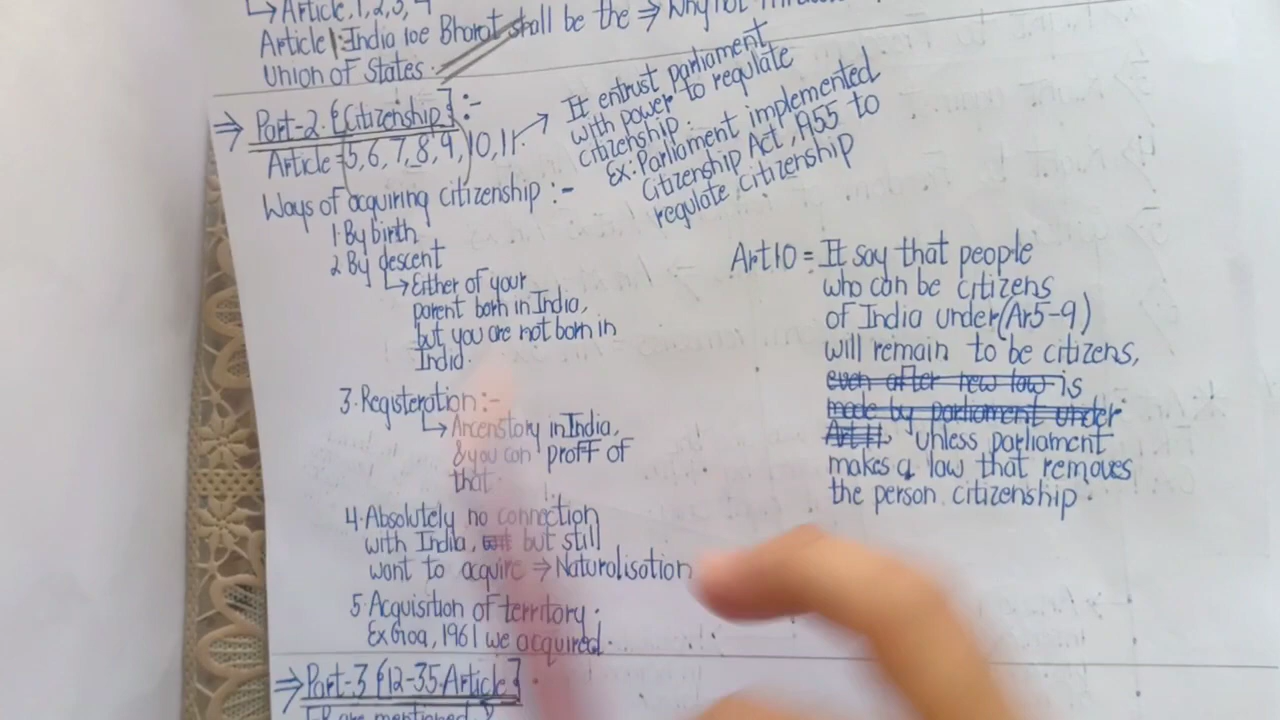 ↳ Article.1,2,3,4
Article 1:India ioe Bharat shall be the ⇒ Why not
Union of States.
⇒ Part-2.{Citizenship}:-
Article=5,6,7,8,9,10,11.
→ It entrust parliament
with power to regulate
citizenship.
Ex:Parliament implemented
Citizenship Act,1955 to
regulate citizenship
Ways of acquiring citizenship:-
1.By birth
2 By descent
↳ Either of your
parent born in India,
but you are not born in
India.
3.Registeration:-
↳ Arcenstory in India,
& you can proff of
that.
4.Absolutely no connection
with India, but still
want to acquire ⇒ Naturalisation
5.Acquisition of territory.
Ex Goa, 1961 we acquired.
Art10 = It say that people
who can be citizens
of India under(Ar5-9)
will remain to be citizens,
even after new law is
made by parliament under
Art 11. unless parliament
makes a law that removes
the person citizenship.
⇒ Part-3 {12-35 Article}
F.R are mentioned